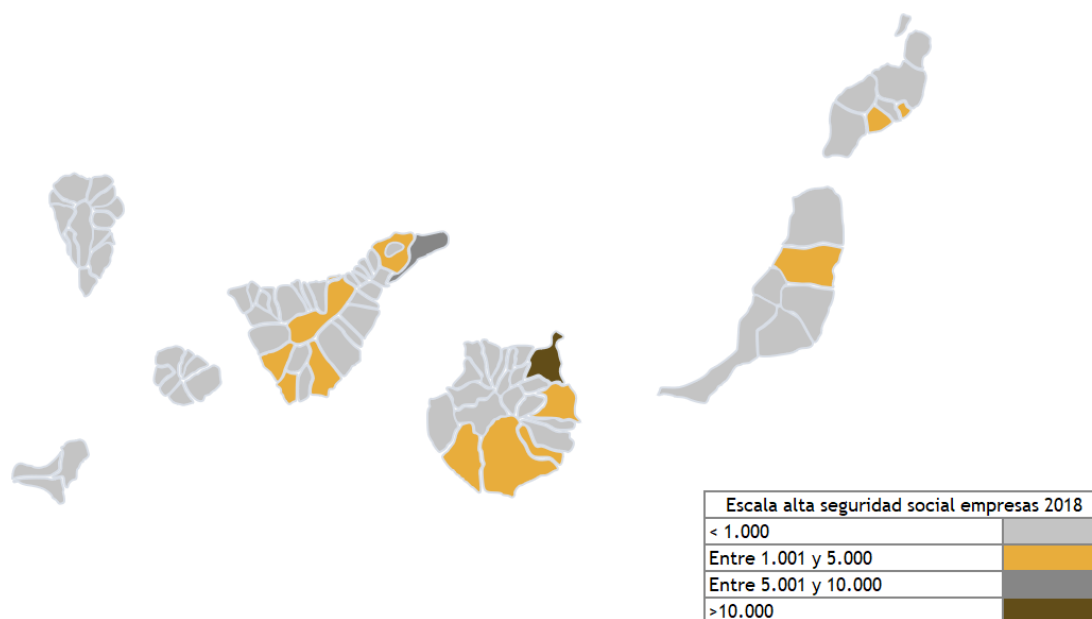 Escala alta seguridad social empresas 2018
< 1.000
Entre 1.001 y 5.000
Entre 5.001 y 10.000
>10.000